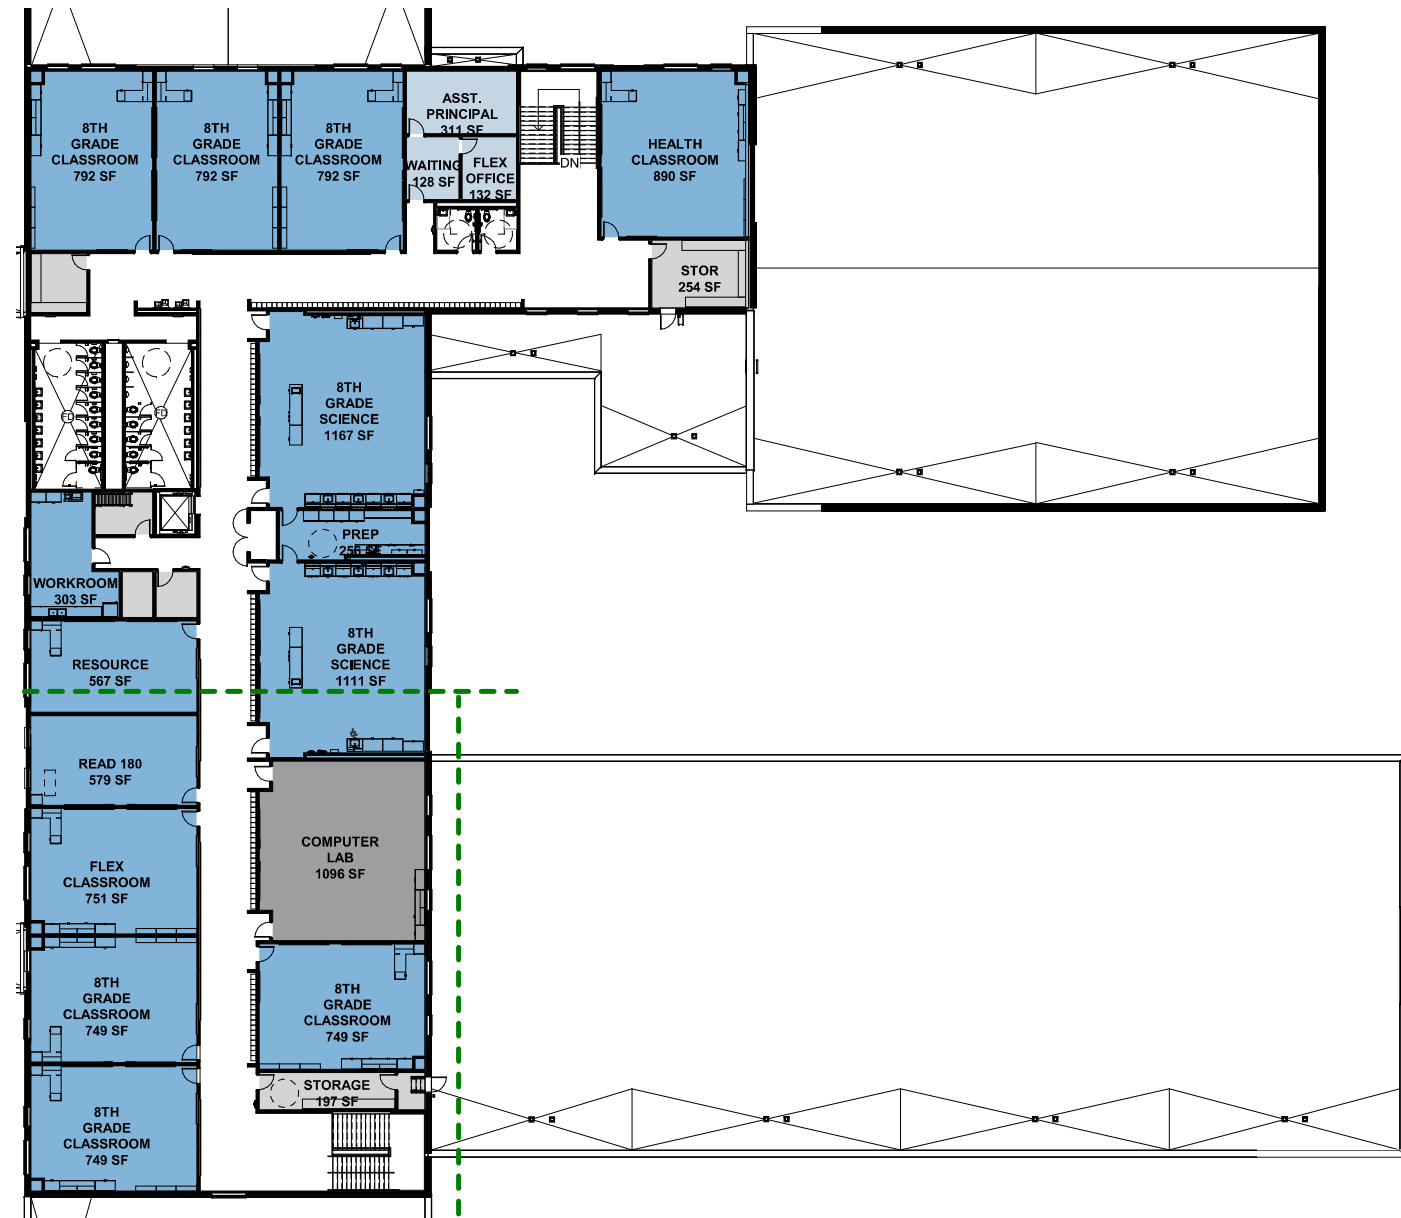 8TH
GRADE
CLASSROOM
792 SF
8TH
GRADE
CLASSROOM
792 SF
8TH
GRADE
CLASSROOM
792 SF
ASST.
PRINCIPAL
311 SF
WAITING
128 SF
FLEX
OFFICE
132 SF
DN
HEALTH
CLASSROOM
890 SF
STOR
254 SF
8TH
GRADE
SCIENCE
1167 SF
FD
FD
PREP
256 SF
WORKROOM
303 SF
8TH
GRADE
SCIENCE
1111 SF
RESOURCE
567 SF
READ 180
579 SF
COMPUTER
LAB
1096 SF
FLEX
CLASSROOM
751 SF
8TH
GRADE
CLASSROOM
749 SF
8TH
GRADE
CLASSROOM
749 SF
STORAGE
197 SF
8TH
GRADE
CLASSROOM
749 SF